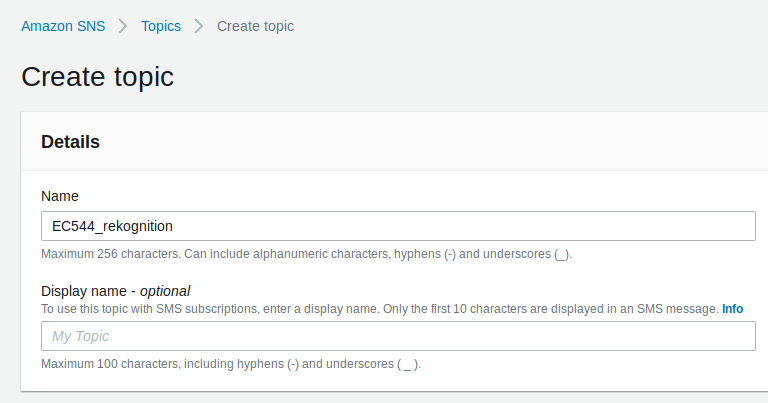 Amazon SNS > Topics > Create topic
Create topic
Details
Name
EC544_rekognition
Maximum 256 characters. Can include alphanumeric characters, hyphens (-) and underscores (_).
Display name - optional
To use this topic with SMS subscriptions, enter a display name. Only the first 10 characters are displayed in an SMS message. Info
My Topic
Maximum 100 characters, including hyphens (-) and underscores ( _ ).